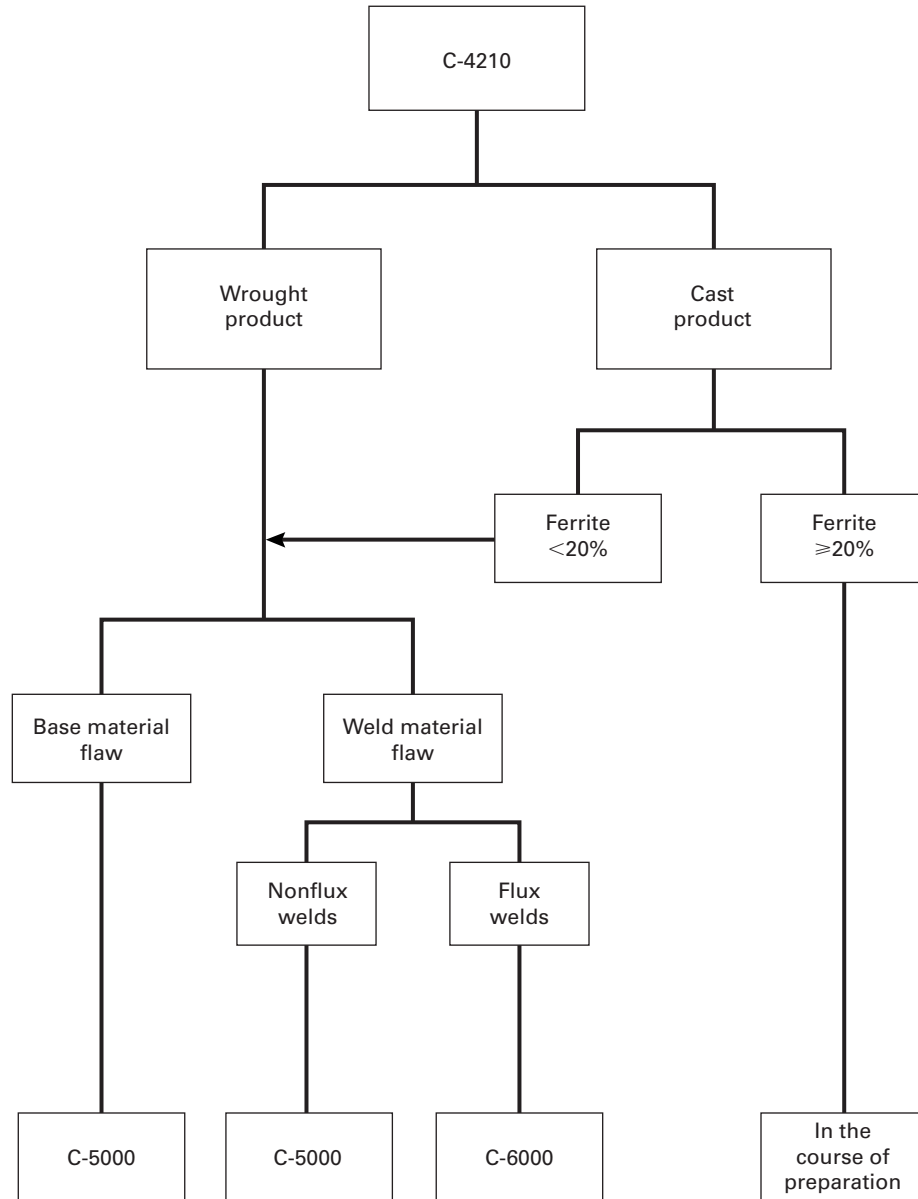 C-4210
Wrought
product
Cast
product
Ferrite
<20%
Ferrite
⩾20%
Base material
flaw
Weld material
flaw
Nonflux
welds
Flux
welds
C-5000
C-5000
C-6000
In the
course of
preparation